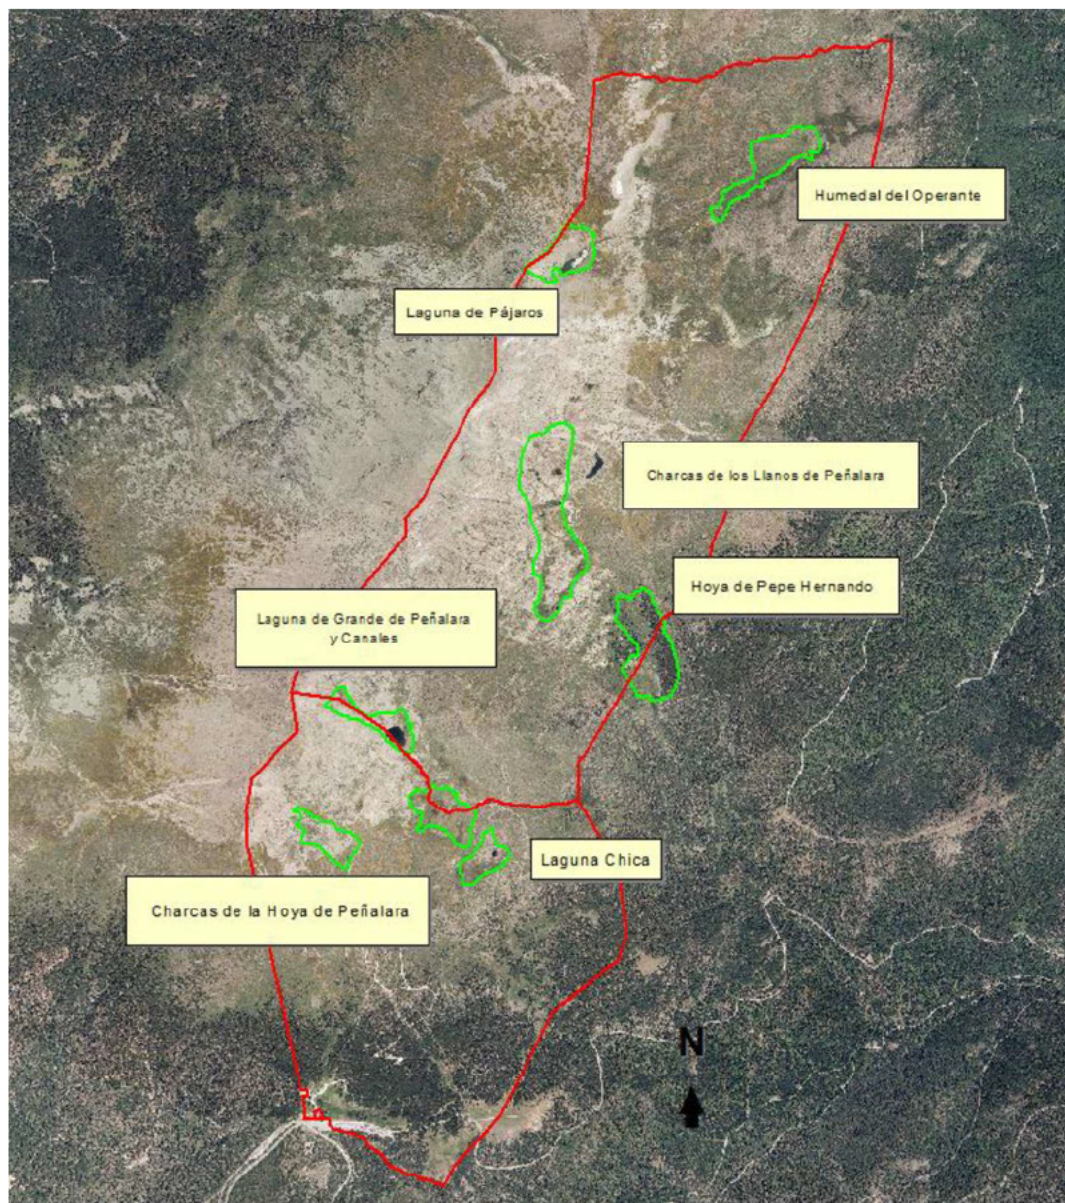 Humedal del Operante
Laguna de Pájaros
Charcas de los Llanos de Peñalara
Hoya de Pepe Hernando
Laguna de Grande de Peñalara
y Canales
Laguna Chica
Charcas de la Hoya de Peñalara
N